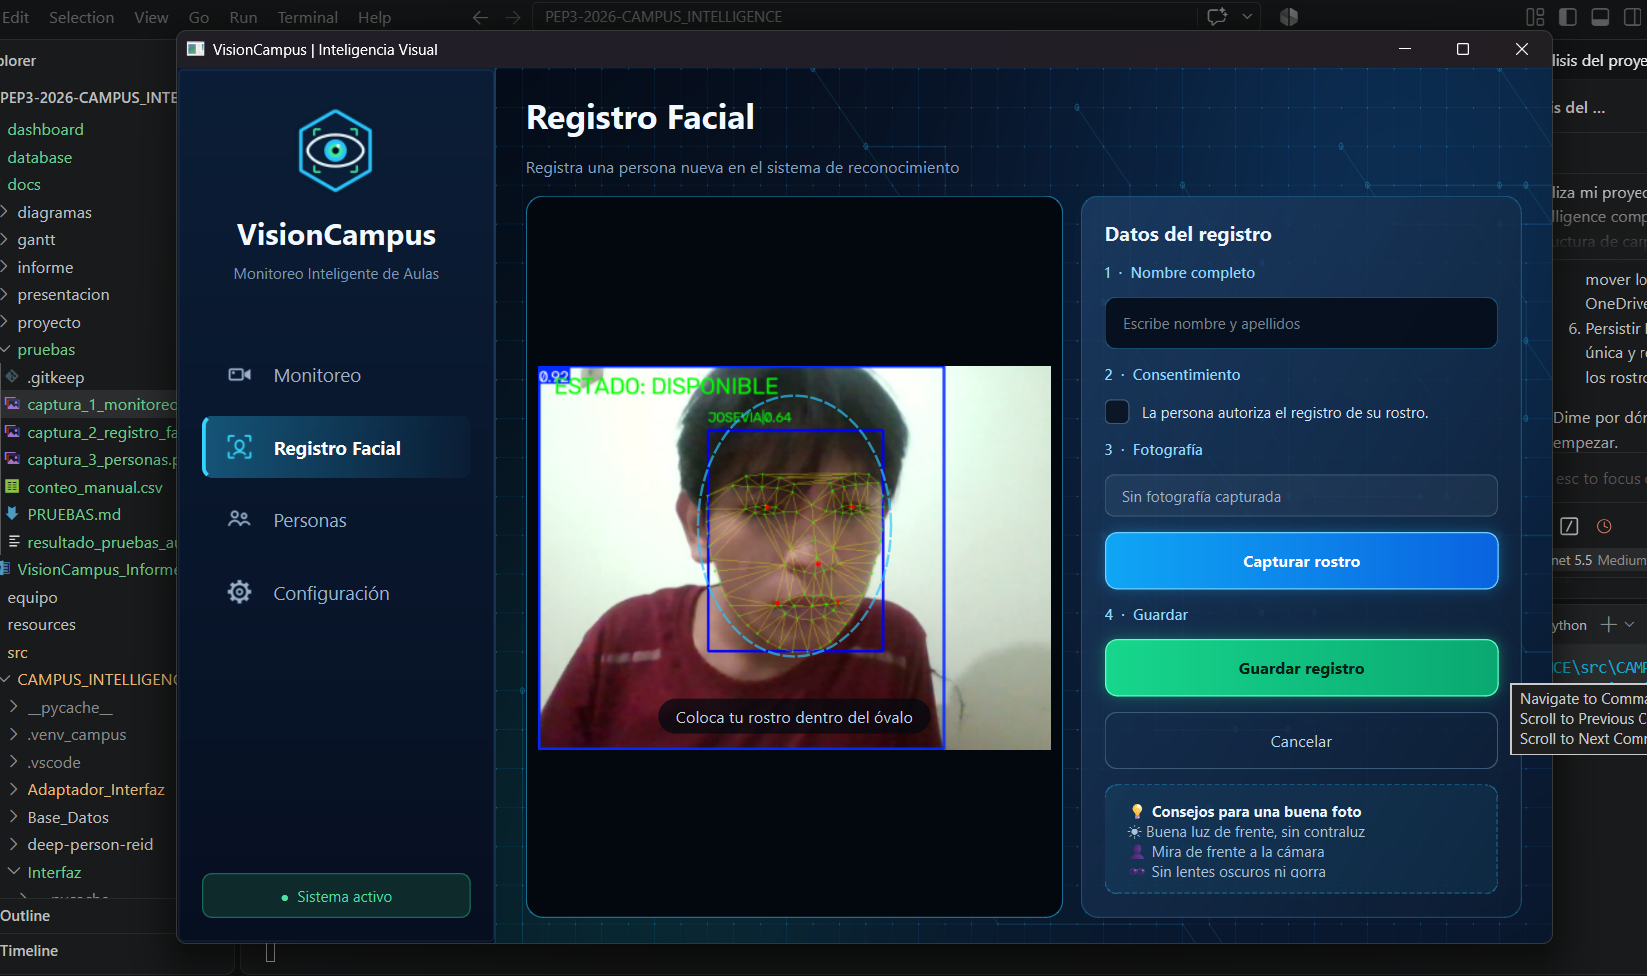 Edit Selection View Go Run Terminal Help
PEP3-2026-CAMPUS_INTELLIGENCE
PEP3-2026-CAMPUS_INTE
dashboard
database
docs
diagramas
gantt
informe
presentacion
proyecto
pruebas
.gitkeep
captura_1_monitoreo
captura_2_registro_fa
captura_3_personas.p
conteo_manual.csv
PRUEBAS.md
resultado_pruebas_au
VisionCampus_Informe
equipo
resources
src
CAMPUS_INTELLIGENC
__pycache__
.venv_campus
.vscode
Adaptador_Interfaz
Base_Datos
deep-person-reid
Interfaz
Outline
Timeline
VisionCampus | Inteligencia Visual
VisionCampus
Monitoreo Inteligente de Aulas
Monitoreo
Registro Facial
Personas
Configuración
● Sistema activo
Registro Facial
Registra una persona nueva en el sistema de reconocimiento
0.92
ESTADO: DISPONIBLE
JOSEVIA|0.64
Coloca tu rostro dentro del óvalo
Datos del registro
1 · Nombre completo
Escribe nombre y apellidos
2 · Consentimiento
La persona autoriza el registro de su rostro.
3 · Fotografía
Sin fotografía capturada
Capturar rostro
4 · Guardar
Guardar registro
Cancelar
Consejos para una buena foto
Buena luz de frente, sin contraluz
Mira de frente a la cámara
Sin lentes oscuros ni gorra
lisis del proye
s del ...
liza mi proyec
lligence comp
uctura de car
mover lo
OneDrive
6. Persistir l
única y re
los rostro
Dime por dór
empezar.
esc to focus
net 5.5 Medium
ython
CE\src\CAMP
Navigate to Comma
Scroll to Previous C
Scroll to Next Comm